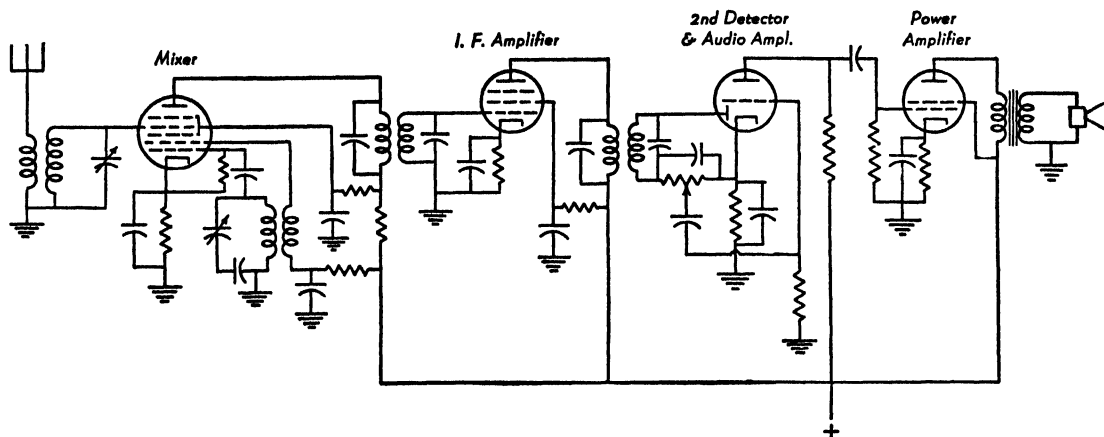 Mixer
I. F. Amplifier
2nd Detector
& Audio Ampl.
Power
Amplifier
+